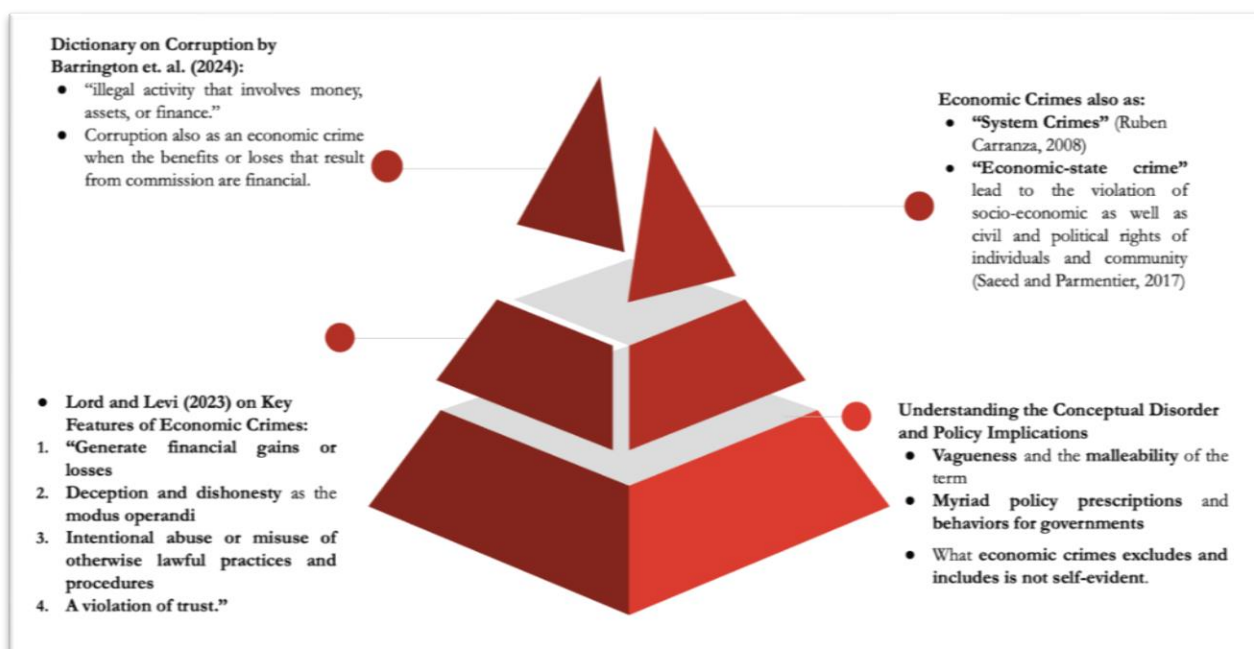 Dictionary on Corruption by
Barrington et. al. (2024):
● “illegal activity that involves money,
assets, or finance.”
● Corruption also as an economic crime
when the benefits or loses that result
from commission are financial.
Economic Crimes also as:
● “System Crimes” (Ruben
Carranza, 2008)
● “Economic-state crime”
lead to the violation of
socio-economic as well as
civil and political rights of
individuals and community
(Saeed and Parmentier, 2017)
● Lord and Levi (2023) on Key
Features of Economic Crimes:
1. “Generate financial gains or
losses
2. Deception and dishonesty as the
modus operandi
3. Intentional abuse or misuse of
otherwise lawful practices and
procedures
4. A violation of trust.”
Understanding the Conceptual Disorder
and Policy Implications
● Vagueness and the malleability of the
term
● Myriad policy prescriptions and
behaviors for governments
● What economic crimes excludes and
includes is not self-evident.